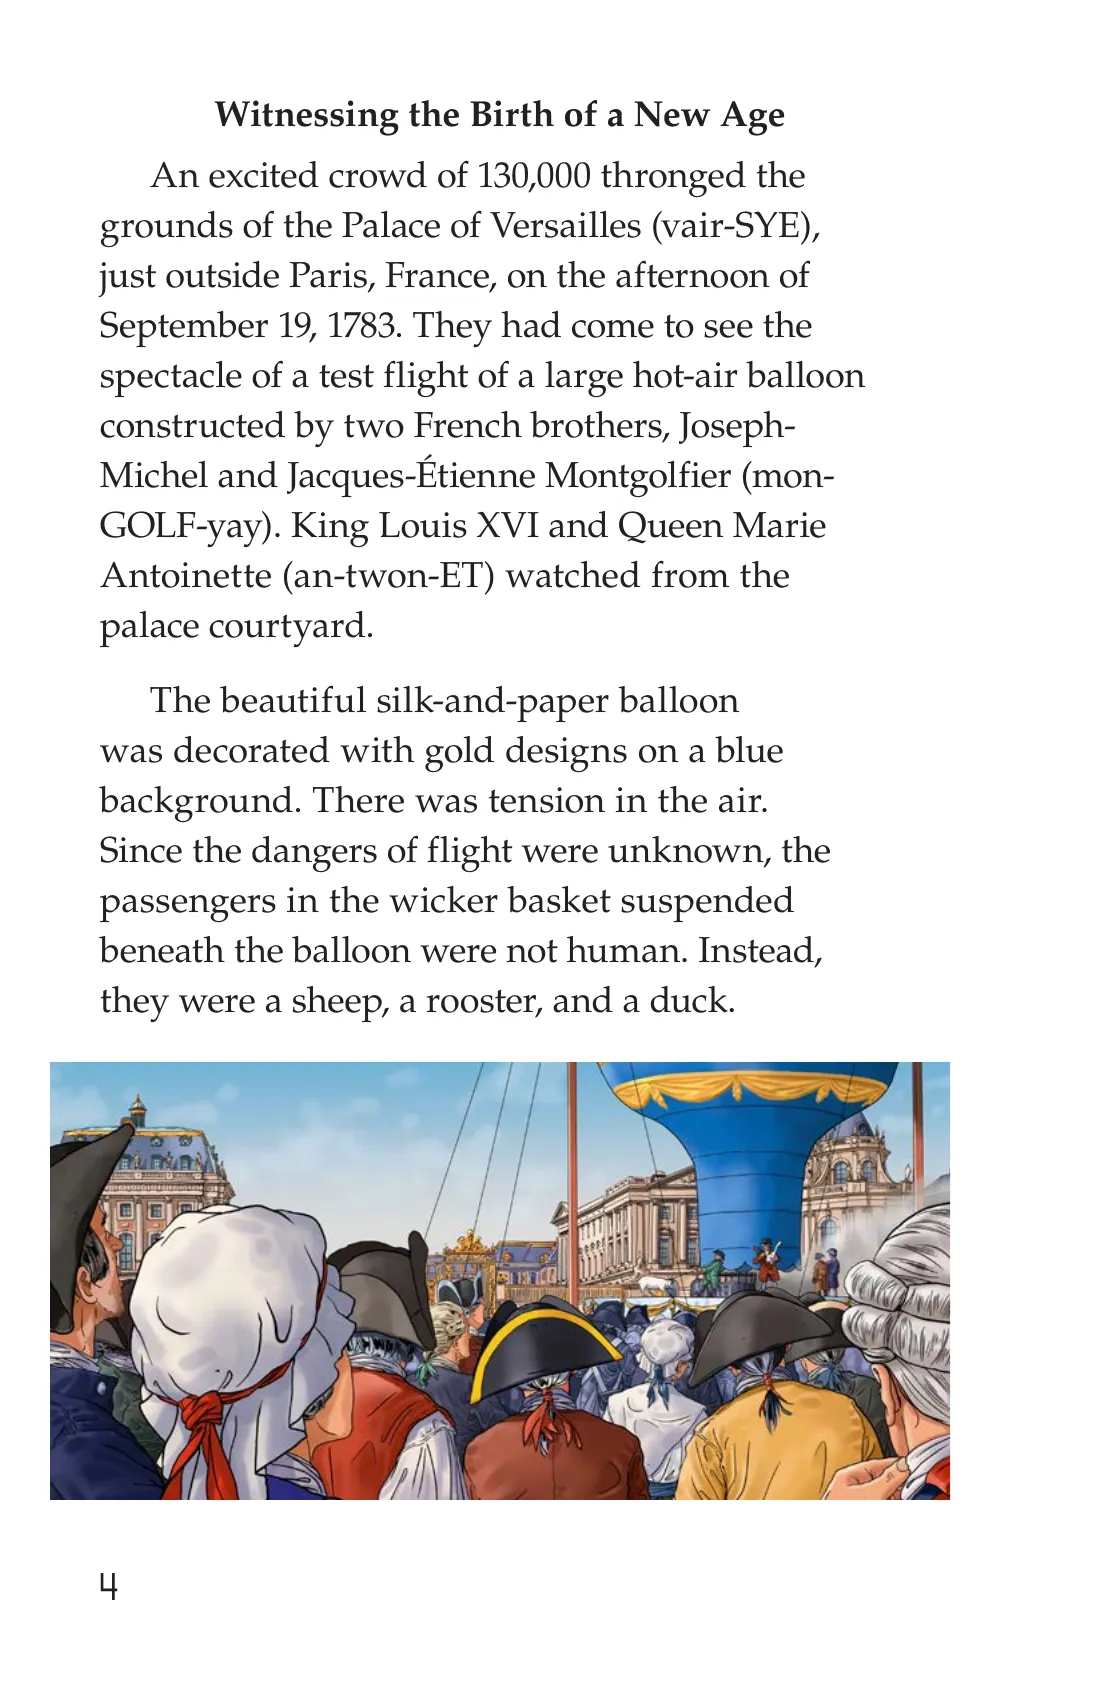 Witnessing the Birth of a New Age
An excited crowd of 130,000 thronged the
grounds of the Palace of Versailles (vair-SYE),
just outside Paris, France, on the afternoon of
September 19, 1783. They had come to see the
spectacle of a test flight of a large hot-air balloon
constructed by two French brothers, Joseph-
Michel and Jacques-Étienne Montgolfier (mon-
GOLF-yay). King Louis XVI and Queen Marie
Antoinette (an-twon-ET) watched from the
palace courtyard.
The beautiful silk-and-paper balloon
was decorated with gold designs on a blue
background. There was tension in the air.
Since the dangers of flight were unknown, the
passengers in the wicker basket suspended
beneath the balloon were not human. Instead,
they were a sheep, a rooster, and a duck.
4